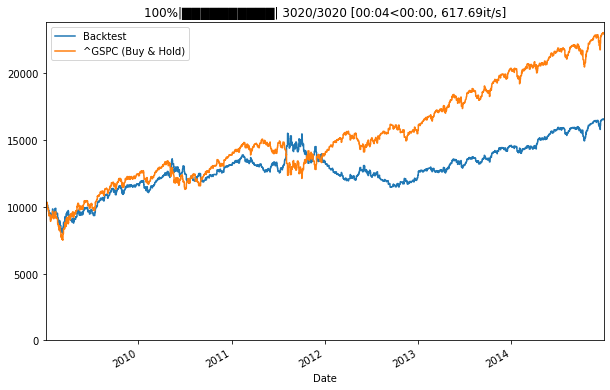 100%|██████████| 3020/3020 [00:04<00:00, 617.69it/s]
Backtest
^GSPC (Buy & Hold)
20000
15000
10000
5000
0
2010 2011 2012 2013 2014
Date